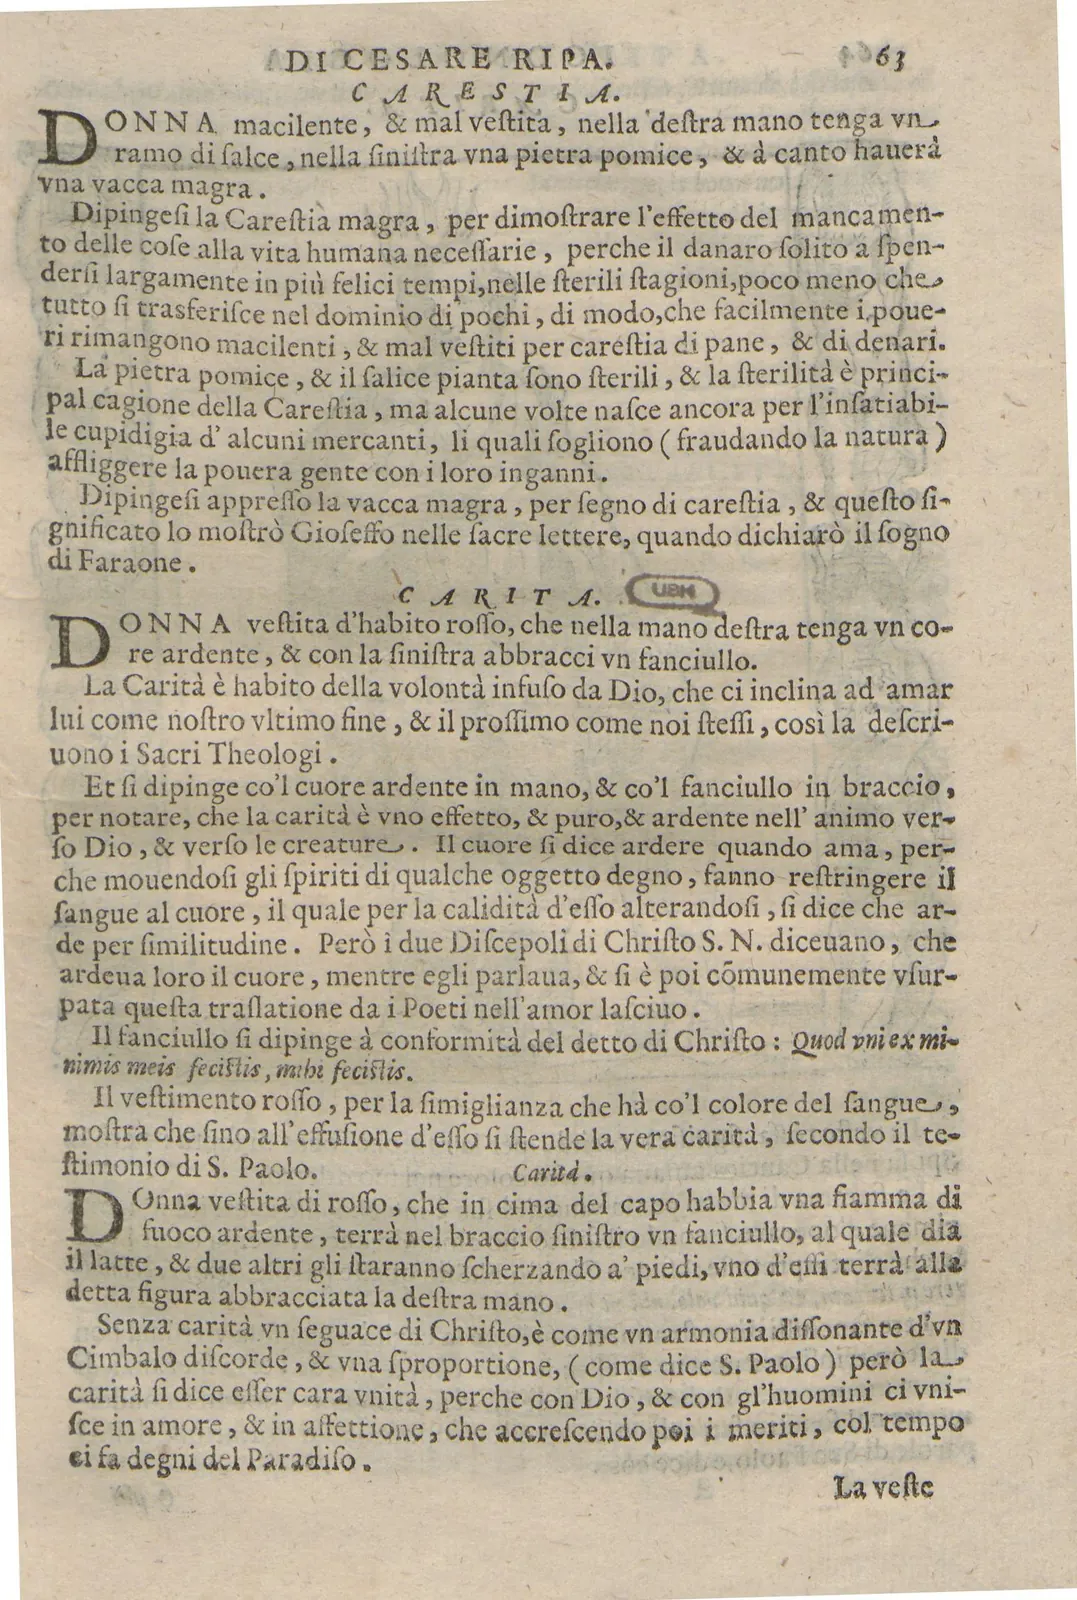 DI CESARE RIPA. 63
CARESTIA.
DONNA macilente, & mal veſtita, nella deſtra mano tenga vn
ramo di ſalce, nella ſiniſtra vna pietra pomice, & à canto hauerà
vna vacca magra.
Dipingeſi la Careſtia magra, per dimoſtrare l'effetto del mancamen-
to delle coſe alla vita humana neceſſarie, perche il danaro ſolito à ſpen-
derſi largamente in più felici tempi, nelle ſterili ſtagioni, poco meno che
tutto ſi trasferiſce nel dominio di pochi, di modo, che facilmente i poue-
ri rimangono macilenti, & mal veſtiti per careſtia di pane, & di denari.
La pietra pomice, & il ſalice pianta ſono ſterili, & la ſterilità è princi-
pal cagione della Careſtia, ma alcune volte naſce ancora per l'inſatiabi-
le cupidigia d' alcuni mercanti, li quali ſogliono (fraudando la natura)
affliggere la pouera gente con i loro inganni.
Dipingeſi appreſſo la vacca magra, per ſegno di careſtia, & queſto ſi-
gnificato lo moſtrò Gioſeffo nelle ſacre lettere, quando dichiarò il ſogno
di Faraone.
CARITA. UBH
DONNA veſtita d'habito roſſo, che nella mano deſtra tenga vn co-
re ardente, & con la ſiniſtra abbracci vn fanciullo.
La Carità è habito della volontà infuſo da Dio, che ci inclina ad amar
lui come noſtro vltimo fine, & il proſſimo come noi ſteſſi, così la deſcri-
uono i Sacri Theologi.
Et ſi dipinge co'l cuore ardente in mano, & co'l fanciullo in braccio,
per notare, che la carità è vno effetto, & puro, & ardente nell' animo ver-
ſo Dio, & verſo le creature. Il cuore ſi dice ardere quando ama, per-
che mouendoſi gli ſpiriti di qualche oggetto degno, fanno reſtringere il
ſangue al cuore, il quale per la calidità d'eſſo alterandoſi, ſi dice che ar-
de per ſimilitudine. Però i due Diſcepoli di Chriſto S. N. diceuano, che
ardeua loro il cuore, mentre egli parlaua, & ſi è poi cōmunemente vſur-
pata queſta traſlatione da i Poeti nell'amor laſciuo.
Il fanciullo ſi dipinge à conformità del detto di Chriſto: Quod vni ex mi-
nimis meis feciſtis, mihi feciſtis.
Il veſtimento roſſo, per la ſimiglianza che hà co'l colore del ſangue,
moſtra che ſino all'effuſione d'eſſo ſi ſtende la vera carità, ſecondo il te-
ſtimonio di S. Paolo. Carità.
DOnna veſtita di roſſo, che in cima del capo habbia vna fiamma di
fuoco ardente, terrà nel braccio ſiniſtro vn fanciullo, al quale dia
il latte, & due altri gli ſtaranno ſcherzando a' piedi, vno d'eſſi terrà alla
detta figura abbracciata la deſtra mano.
Senza carità vn ſeguace di Chriſto, è come vn armonia diſſonante d'vn
Cimbalo diſcorde, & vna ſproportione, (come dice S. Paolo) però la
carità ſi dice eſſer cara vnità, perche con Dio, & con gl'huomini ci vni-
ſce in amore, & in affettione, che accreſcendo poi i meriti, col tempo
ci fa degni del Paradiſo.
La veſte